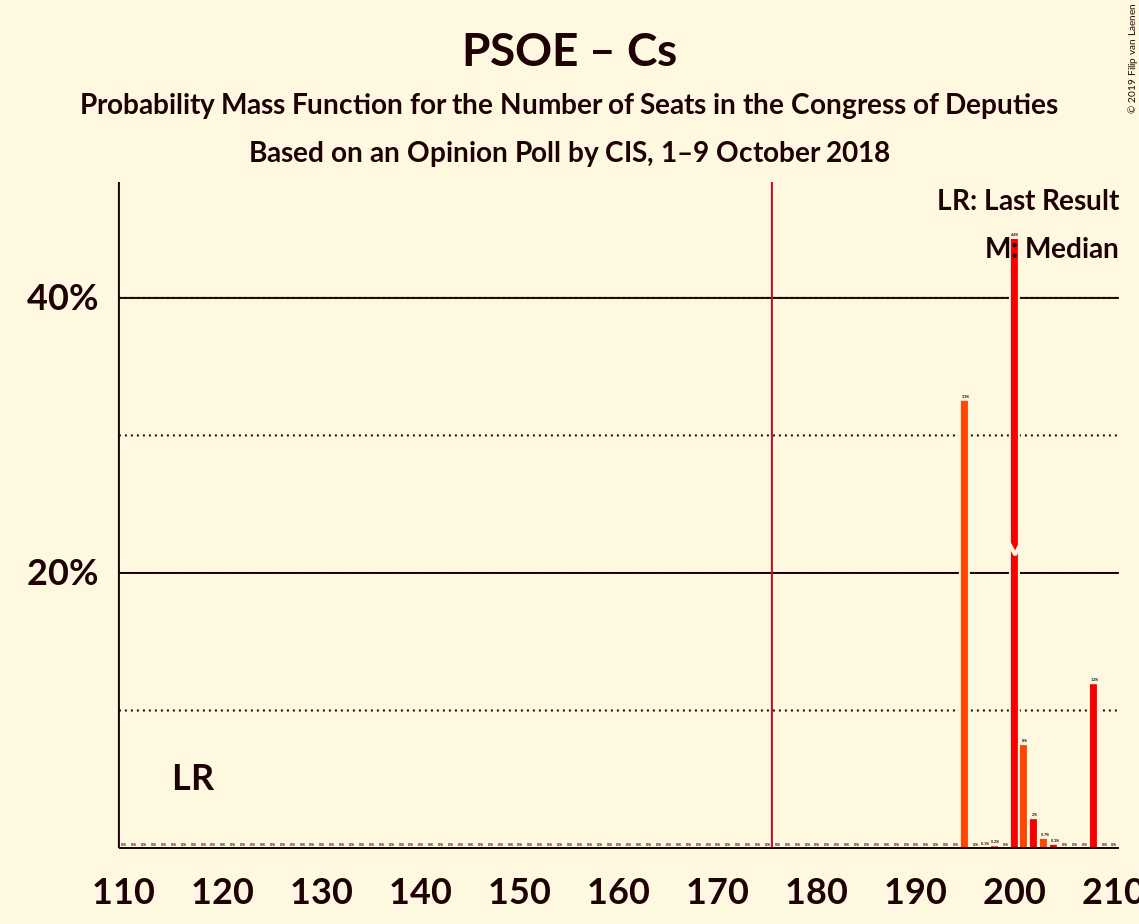 PSOE – Cs
Probability Mass Function for the Number of Seats in the Congress of Deputies
Based on an Opinion Poll by CIS, 1–9 October 2018
© 2019 Filip van Laenen
LR: Last Result
M: Median
40%
20%
LR
110 120 130 140 150 160 170 180 190 200 210